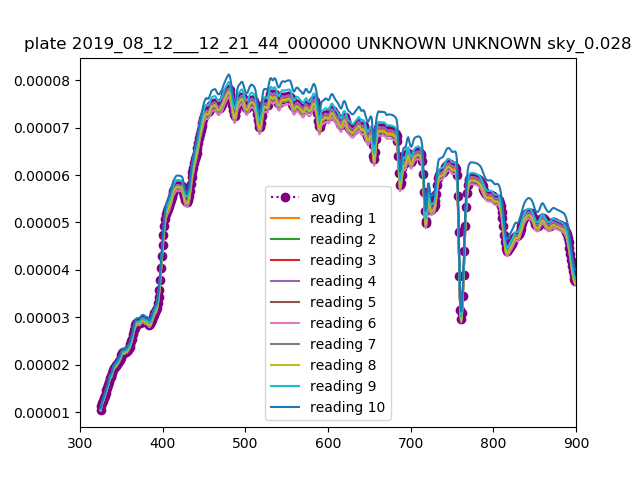 plate 2019_08_12___12_21_44_000000 UNKNOWN UNKNOWN sky_0.028
0.00008
0.00007
0.00006
0.00005
0.00004
0.00003
0.00002
0.00001
avg
reading 1
reading 2
reading 3
reading 4
reading 5
reading 6
reading 7
reading 8
reading 9
reading 10
300 400 500 600 700 800 900